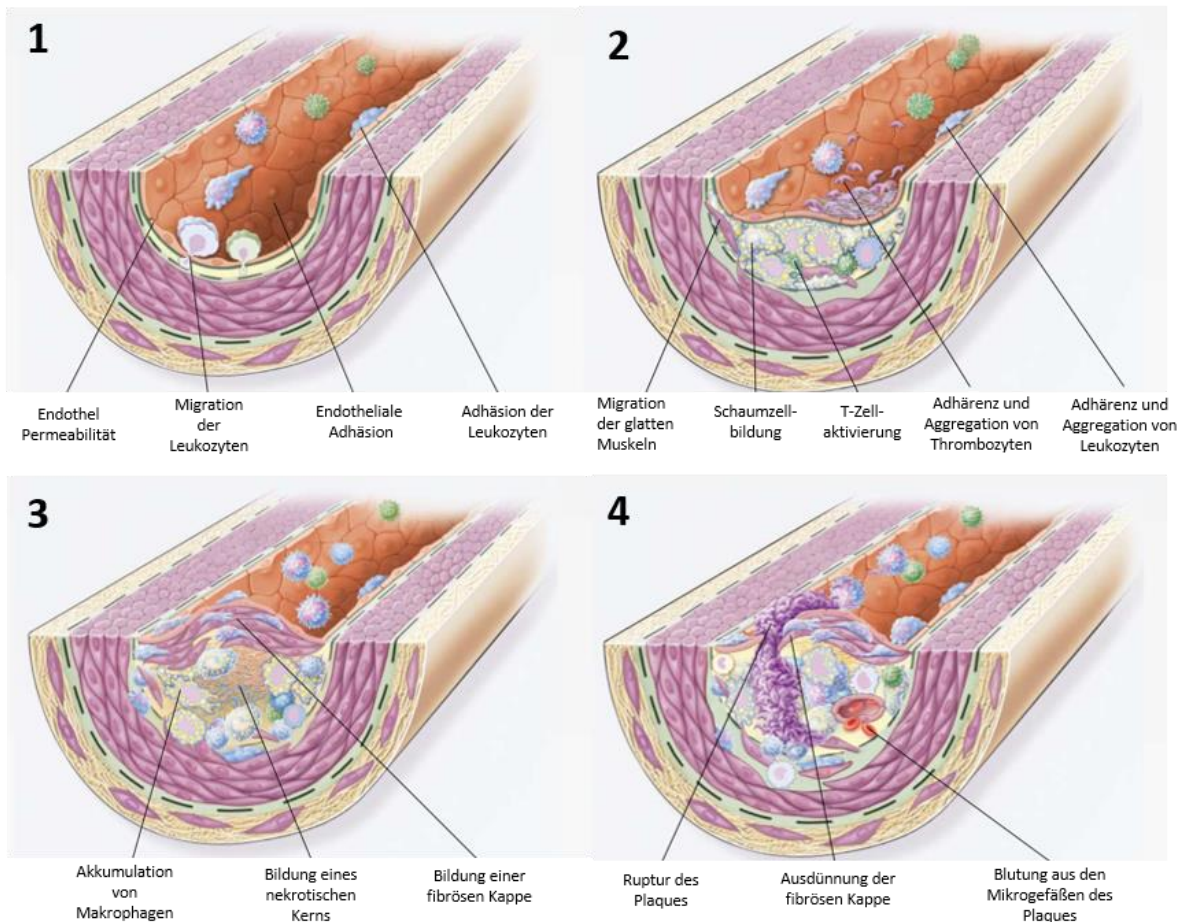 1
Endothel
Permeabilität
Migration
der
Leukozyten
Endotheliale
Adhäsion
Adhäsion der
Leukozyten
2
Migration
der glatten
Muskeln
Schaumzell-
bildung
T-Zell-
aktivierung
Adhärenz und
Aggregation von
Thrombozyten
Adhärenz und
Aggregation von
Leukozyten
3
Akkumulation
von
Makrophagen
Bildung eines
nekrotischen
Kerns
Bildung einer
fibrösen Kappe
4
Ruptur des
Plaques
Ausdünnung der
fibrösen Kappe
Blutung aus den
Mikrogefäßen des
Plaques